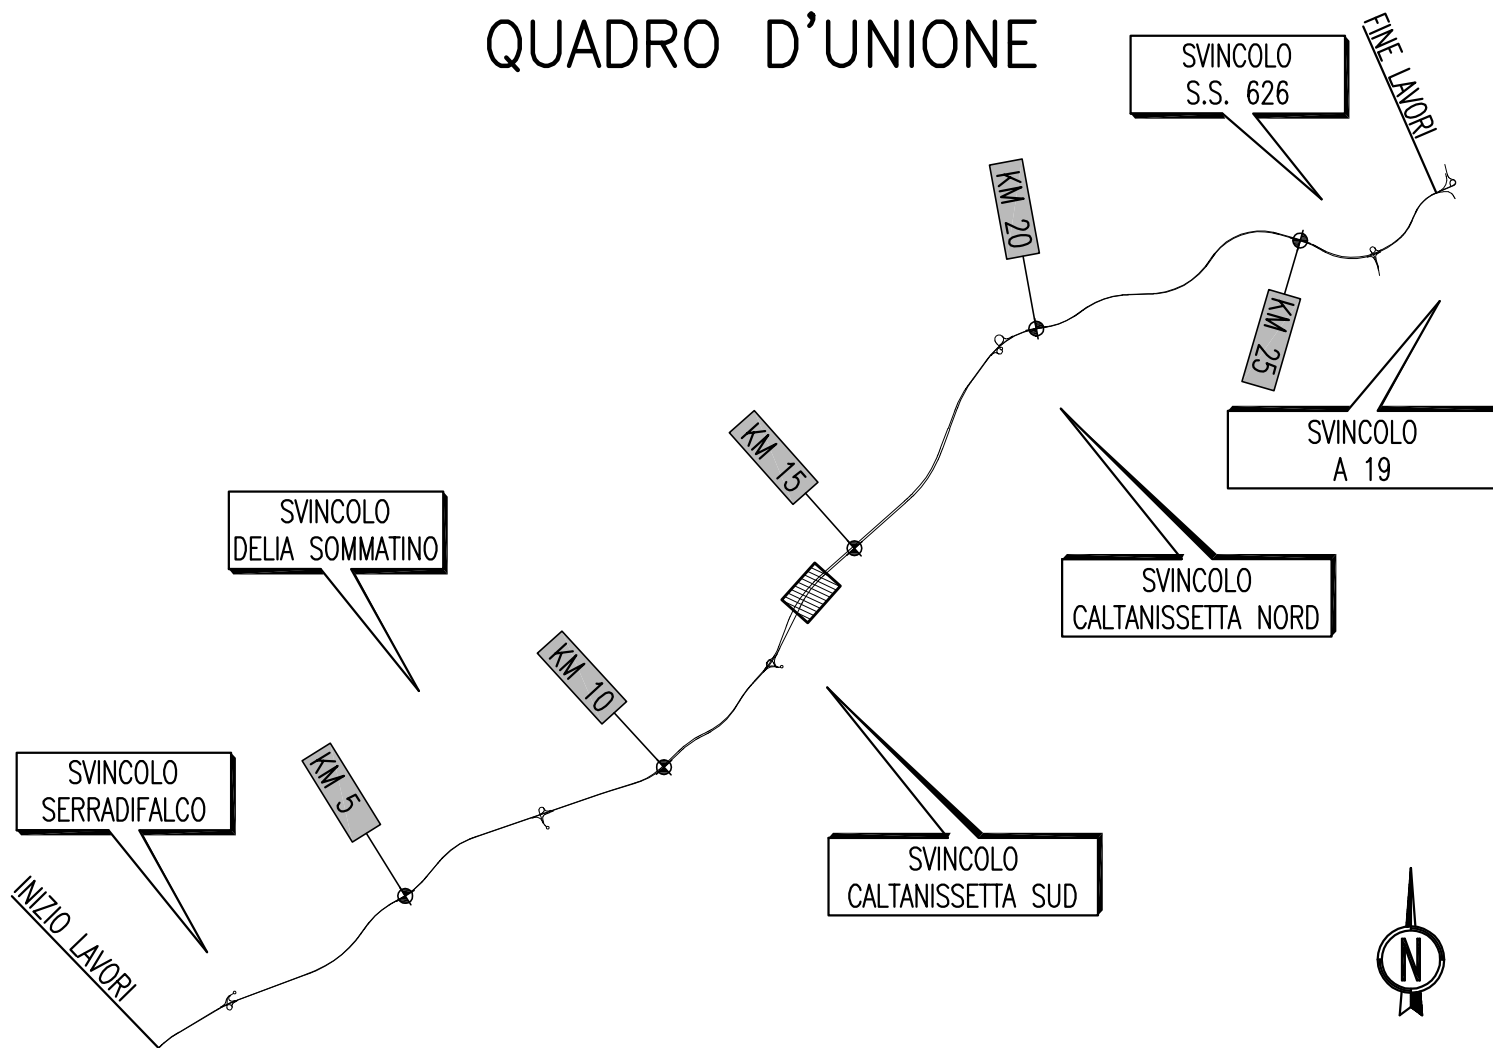 QUADRO D'UNIONE
SVINCOLO
S.S. 626
FINE LAVORI
KM 20
KM 25
SVINCOLO
A 19
KM 15
SVINCOLO
DELIA SOMMATINO
SVINCOLO
CALTANISSETTA NORD
KM 10
KM 5
SVINCOLO
SERRADIFALCO
SVINCOLO
CALTANISSETTA SUD
INIZIO LAVORI
N